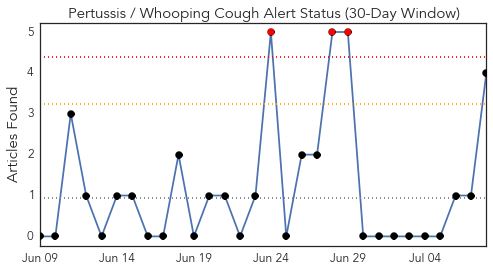 Pertussis / Whooping Cough Alert Status (30-Day Window)
Articles Found
5
4
3
2
1
0
Jun 09 Jun 14 Jun 19 Jun 24 Jun 29 Jul 04